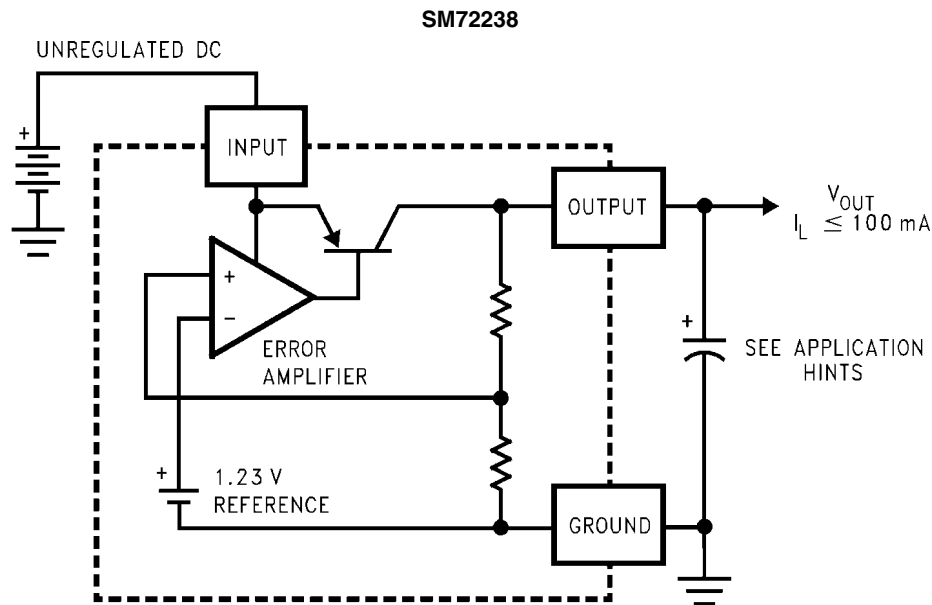 SM72238
UNREGULATED DC
+
INPUT
OUTPUT
V_OUT
I_L ≤ 100 mA
+
−
ERROR
AMPLIFIER
+
SEE APPLICATION
HINTS
+
1.23 V
REFERENCE
GROUND